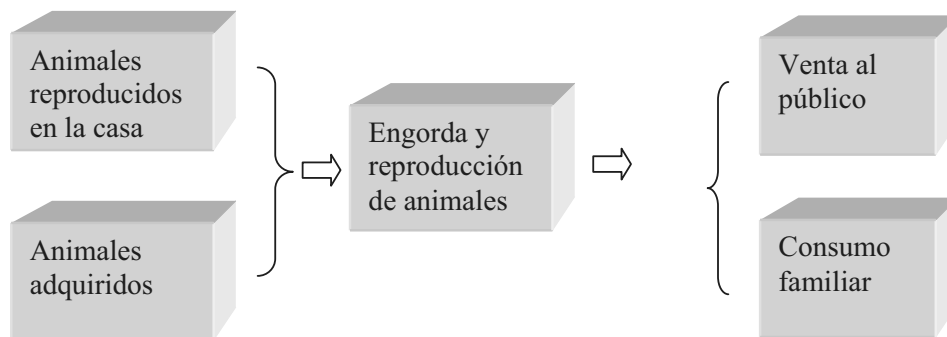 Animales
reproducidos
en la casa
Animales
adquiridos
Engorda y
reproducción
de animales
Venta al
público
Consumo
familiar